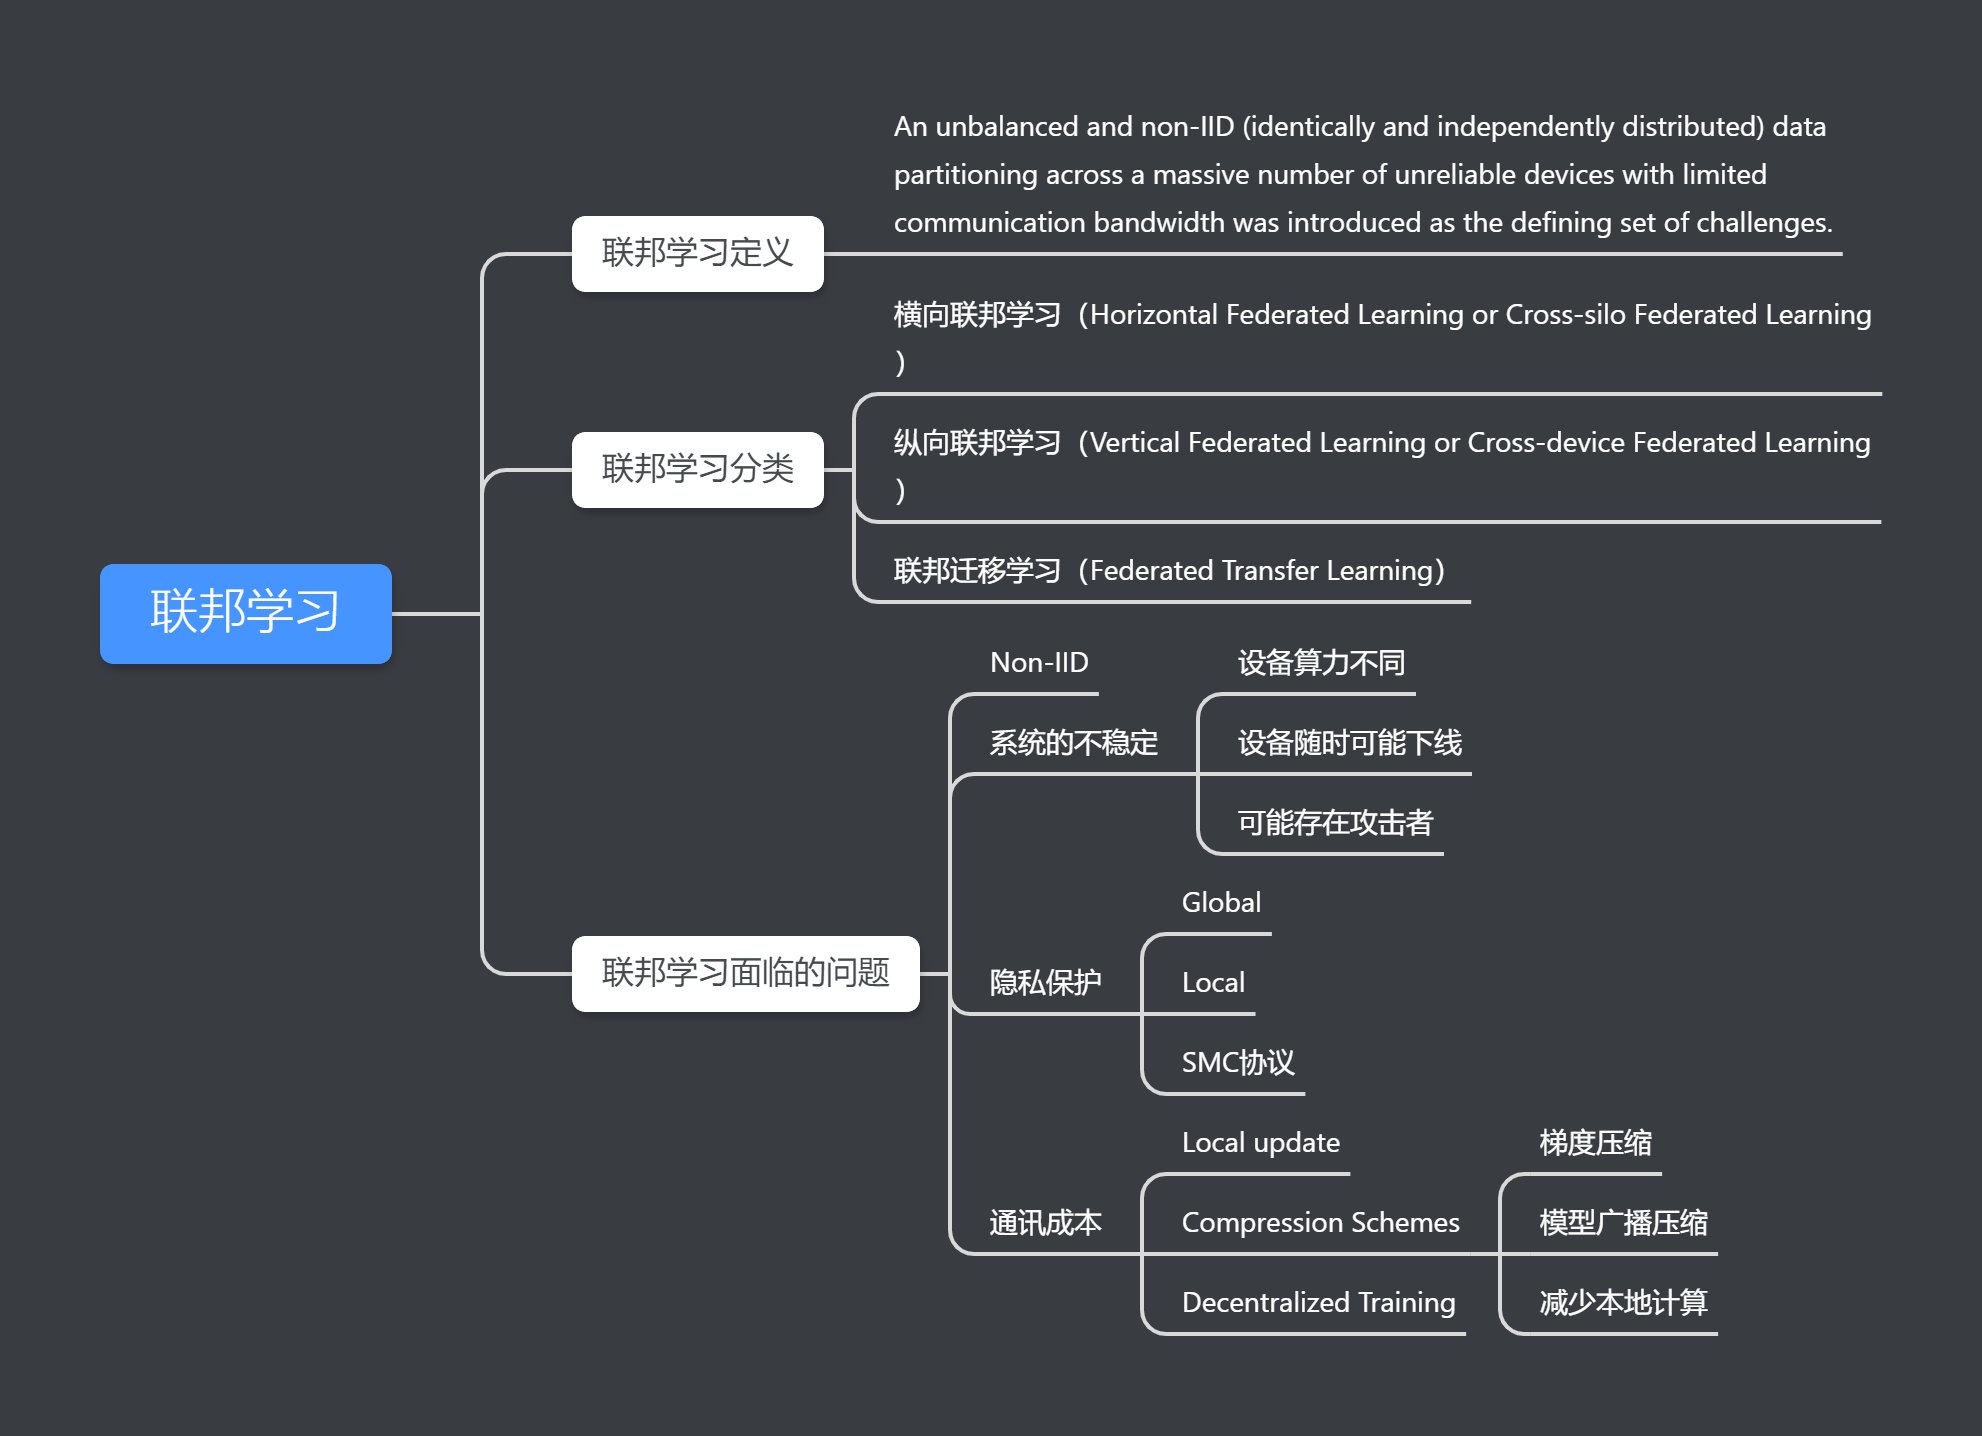 联邦学习
联邦学习定义
An unbalanced and non-IID (identically and independently distributed) data
partitioning across a massive number of unreliable devices with limited
communication bandwidth was introduced as the defining set of challenges.
联邦学习分类
横向联邦学习（Horizontal Federated Learning or Cross-silo Federated Learning
）
纵向联邦学习（Vertical Federated Learning or Cross-device Federated Learning
）
联邦迁移学习（Federated Transfer Learning）
联邦学习面临的问题
Non-IID
系统的不稳定
设备算力不同
设备随时可能下线
可能存在攻击者
隐私保护
Global
Local
SMC协议
通讯成本
Local update
Compression Schemes
梯度压缩
模型广播压缩
减少本地计算
Decentralized Training